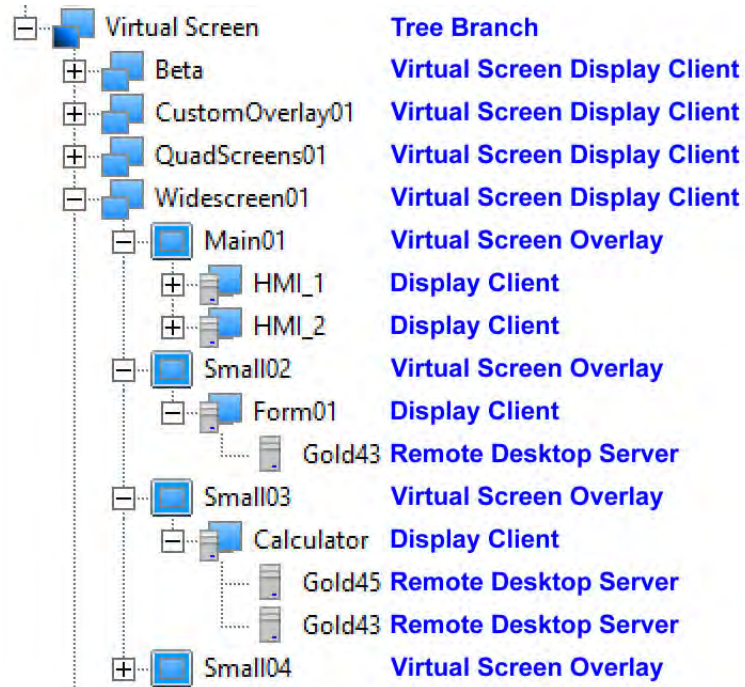 Virtual Screen Tree Branch
Beta Virtual Screen Display Client
CustomOverlay01 Virtual Screen Display Client
QuadScreens01 Virtual Screen Display Client
Widescreen01 Virtual Screen Display Client
Main01 Virtual Screen Overlay
HMI_1 Display Client
HMI_2 Display Client
Small02 Virtual Screen Overlay
Form01 Display Client
Gold43 Remote Desktop Server
Small03 Virtual Screen Overlay
Calculator Display Client
Gold45 Remote Desktop Server
Gold43 Remote Desktop Server
Small04 Virtual Screen Overlay